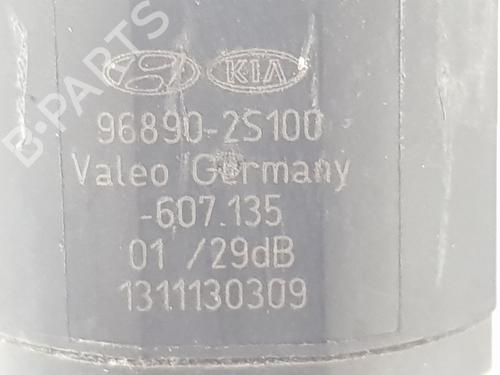 KIA
96890-2S100
Valeo Germany
-607.135
01 /29dB
1311130309
B-PARTS